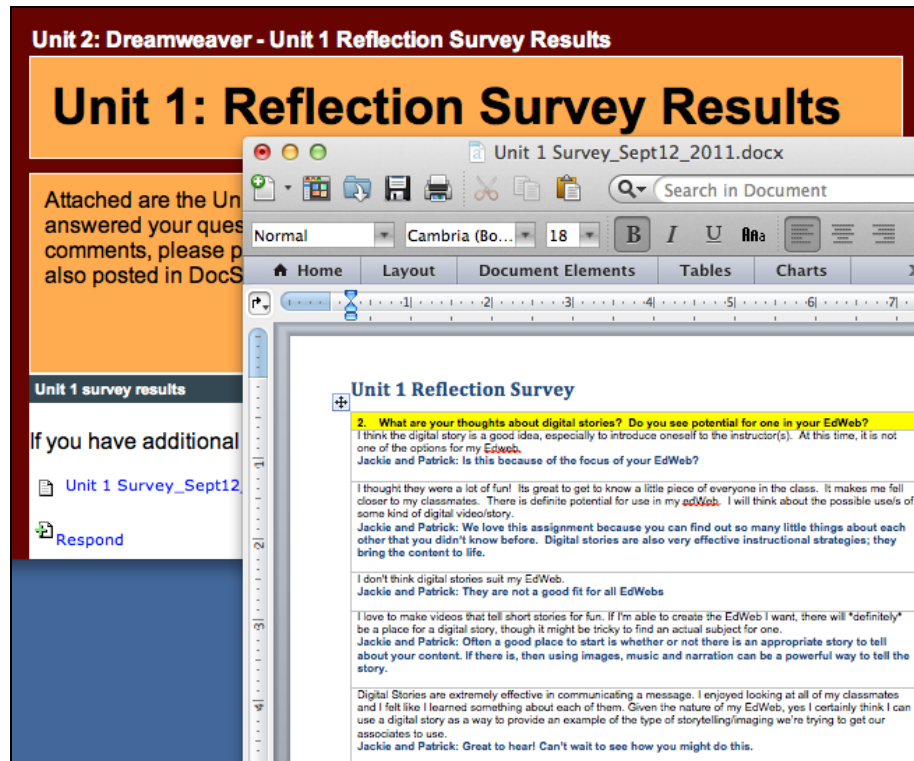 Unit 2: Dreamweaver - Unit 1 Reflection Survey Results
Unit 1: Reflection Survey Results
Attached are the Un
answered your ques
comments, please p
also posted in DocS
Unit 1 survey results
If you have additional
Unit 1 Survey_Sept12_
Respond
Unit 1 Survey_Sept12_2011.docx
Search in Document
Normal Cambria (Bo... 18 B I U
Home Layout Document Elements Tables Charts
1 2 3 4 5 6 7
1
2
3
4
Unit 1 Reflection Survey
2. What are your thoughts about digital stories? Do you see potential for one in your EdWeb?
I think the digital story is a good idea, especially to introduce oneself to the instructor(s). At this time, it is not
one of the options for my Edweb.
Jackie and Patrick: Is this because of the focus of your EdWeb?
I thought they were a lot of fun! Its great to get to know a little piece of everyone in the class. It makes me fell
closer to my classmates. There is definite potential for use in my edWeb. I will think about the possible use/s of
some kind of digital video/story.
Jackie and Patrick: We love this assignment because you can find out so many little things about each
other that you didn't know before. Digital stories are also very effective instructional strategies; they
bring the content to life.
I don't think digital stories suit my EdWeb.
Jackie and Patrick: They are not a good fit for all EdWebs
I love to make videos that tell short stories for fun. If I'm able to create the EdWeb I want, there will *definitely*
be a place for a digital story, though it might be tricky to find an actual subject for one.
Jackie and Patrick: Often a good place to start is whether or not there is an appropriate story to tell
about your content. If there is, then using images, music and narration can be a powerful way to tell the
story.
Digital Stories are extremely effective in communicating a message. I enjoyed looking at all of my classmates
and I felt like I learned something about each of them. Given the nature of my EdWeb, yes I certainly think I can
use a digital story as a way to provide an example of the type of storytelling/imaging we're trying to get our
associates to use.
Jackie and Patrick: Great to hear! Can't wait to see how you might do this.